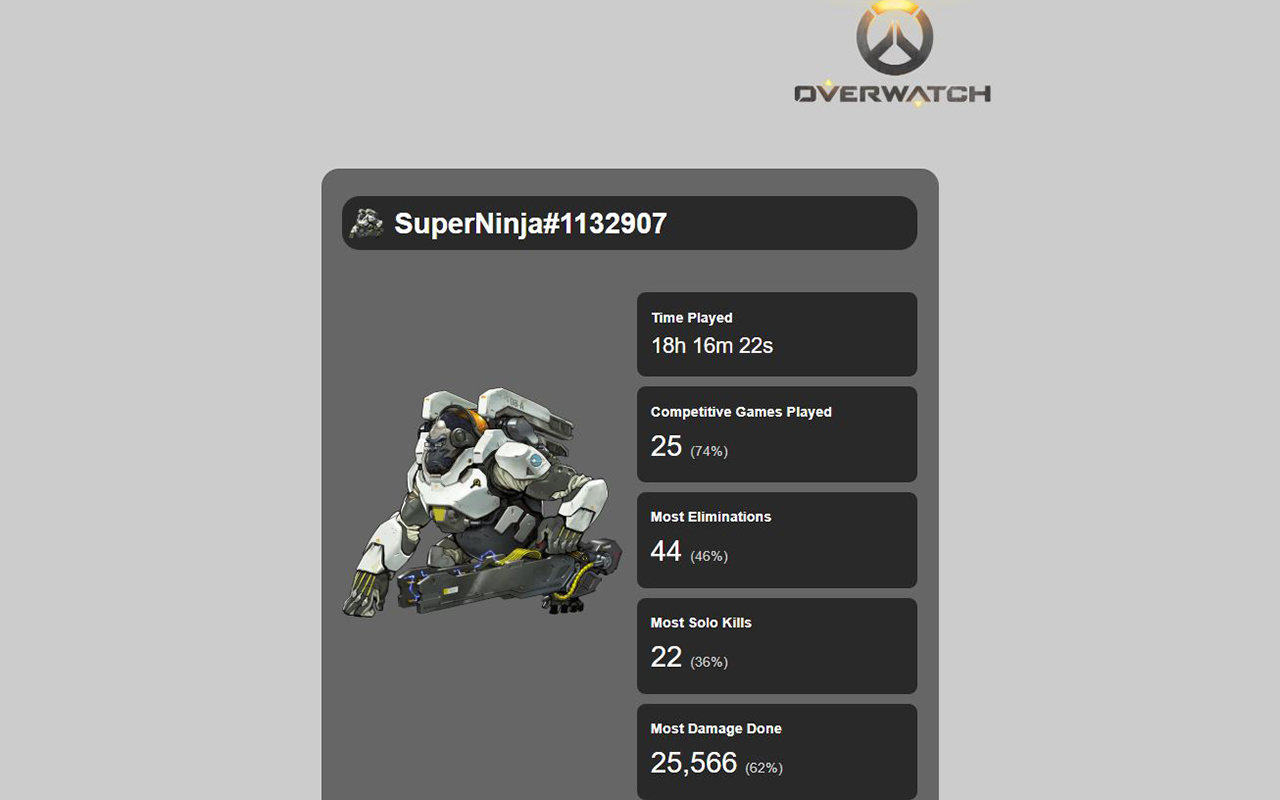 OVERWATCH
SuperNinja#1132907
Time Played
18h 16m 22s
Competitive Games Played
25 (74%)
Most Eliminations
44 (46%)
Most Solo Kills
22 (36%)
Most Damage Done
25,566 (62%)